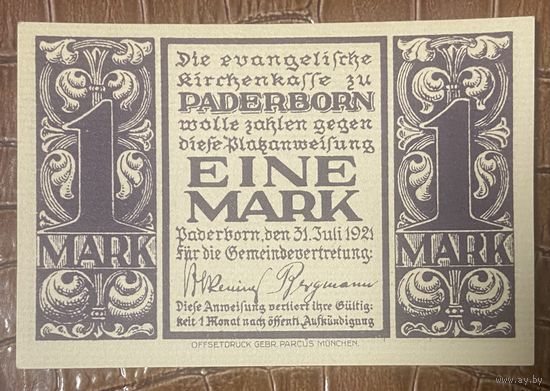 Die evangelische
Kirchenkasse zu
PADERBORN
wolle zahlen gegen
diese Platzanweisung
EINE
MARK
Paderborn, den 31. Juli 1921
Für die Gemeindevertretung:
Bergmann
Diese Anweisung verliert ihre Gültig-
keit 1 Monat nach öffentl. Aufkündigung
1
MARK
1
MARK
OFFSETDRUCK GEBR. PARCUS MÜNCHEN.
www.ay.by